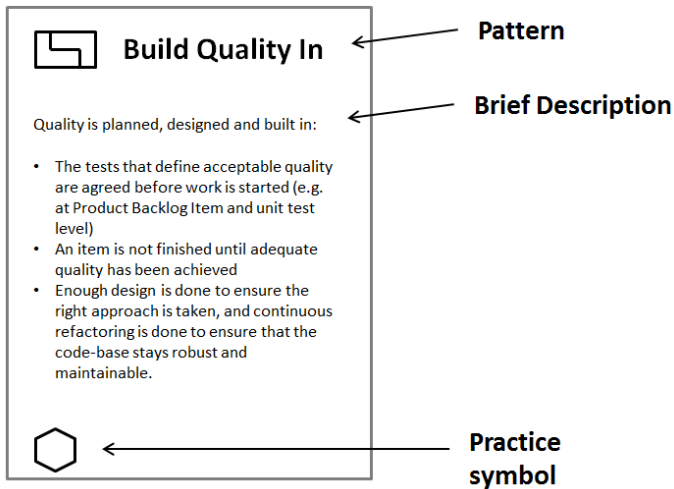 Build Quality In
Pattern
Brief Description
Quality is planned, designed and built in:
• The tests that define acceptable quality
are agreed before work is started (e.g.
at Product Backlog Item and unit test
level)
• An item is not finished until adequate
quality has been achieved
• Enough design is done to ensure the
right approach is taken, and continuous
refactoring is done to ensure that the
code-base stays robust and
maintainable.
Practice
symbol